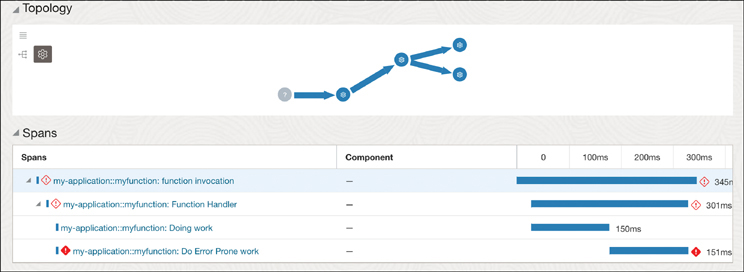 Topology
?
Spans
Spans Component 0 100ms 200ms 300ms
my-application::myfunction: function invocation — 345m
my-application::myfunction: Function Handler — 301ms
my-application::myfunction: Doing work — 150ms
my-application::myfunction: Do Error Prone work — 151ms